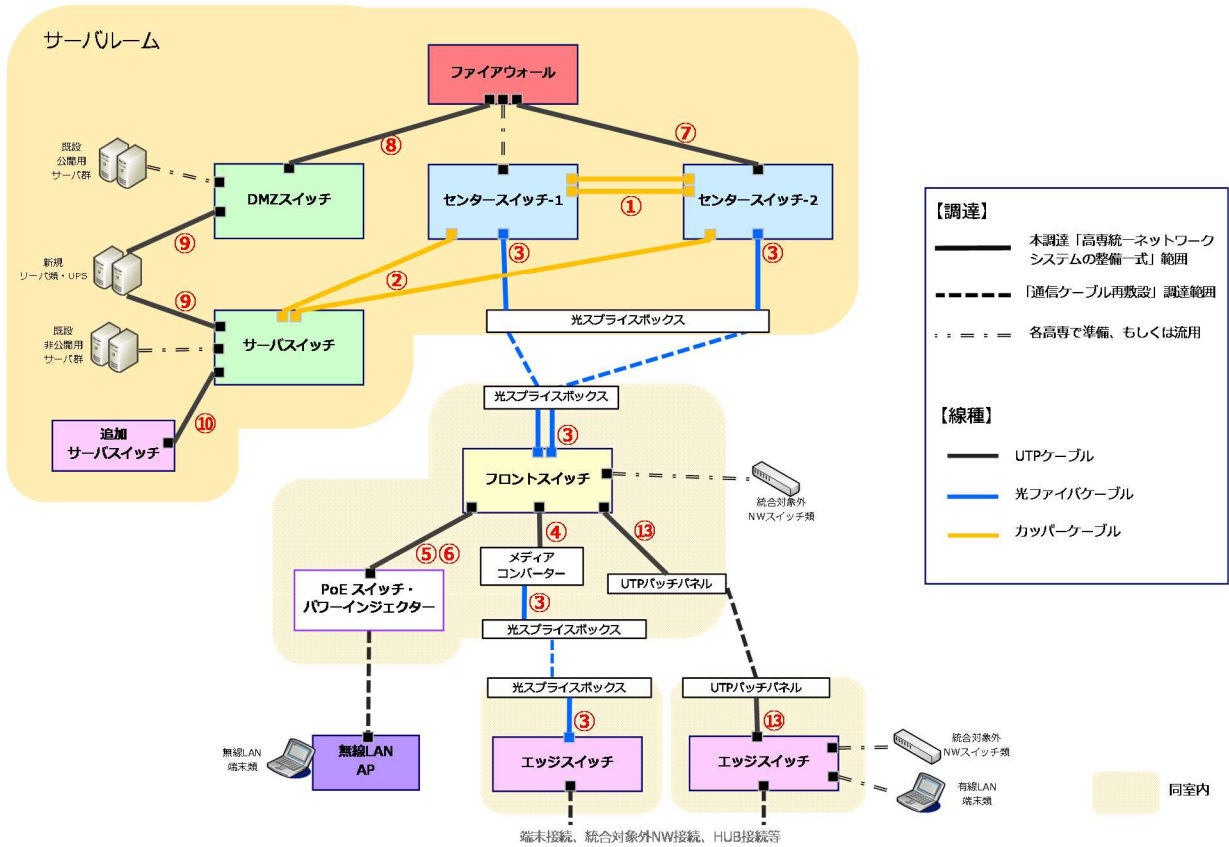 サーバルーム
ファイアウォール
⑧
⑦
既設
公開用
サーバ群
DMZスイッチ
センタースイッチ-1
①
センタースイッチ-2
⑨
③
③
新規
リーバ類・UPS
②
⑨
光スプライスボックス
既設
非公開用
サーバ群
サーバスイッチ
光スプライスボックス
⑩
③
追加
サーバスイッチ
フロントスイッチ
統合対象外
NWスイッチ類
⑤⑥
④
⑬
メディア
コンバーター
PoE スイッチ・
パワーインジェクター
UTPパッチパネル
③
光スプライスボックス
光スプライスボックス
UTPパッチパネル
③
⑬
無線LAN
端末類
無線LAN
AP
エッジスイッチ
エッジスイッチ
統合対象外
NWスイッチ類
有線LAN
端末類
端末接続、統合対象外NW接続、HUB接続等
【調達】
本調達「高専統一ネットワーク
システムの整備一式」範囲
「通信ケーブル再敷設」調達範囲
各高専で準備、もしくは流用
【線種】
UTPケーブル
光ファイバケーブル
カッパーケーブル
同室内